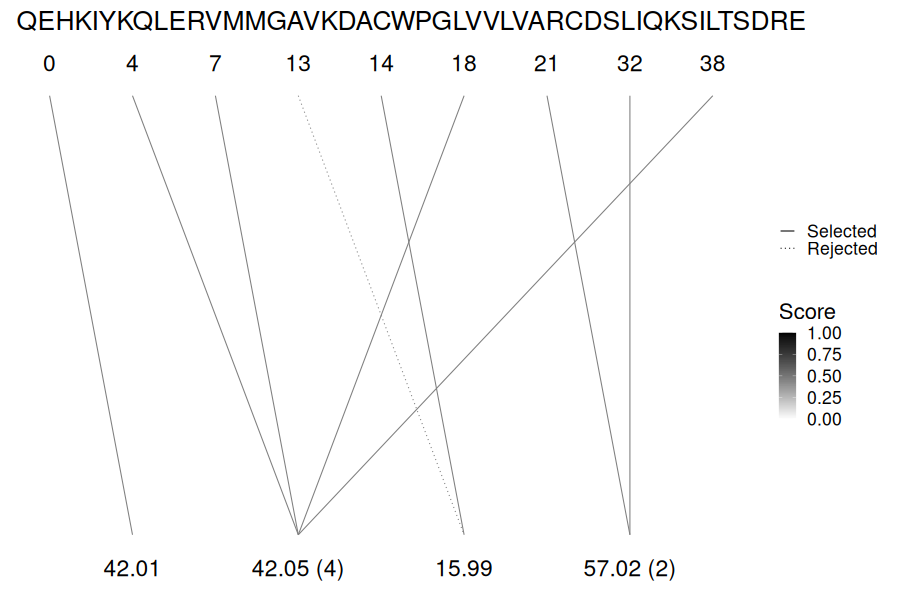 QEHKIYKQLERVMMGAVKDACWPGLVVLVARCDSLIQKSILTSDRE
0 4 7 13 14 18 21 32 38
Selected
Rejected
Score
1.00
0.75
0.50
0.25
0.00
42.01 42.05 (4) 15.99 57.02 (2)